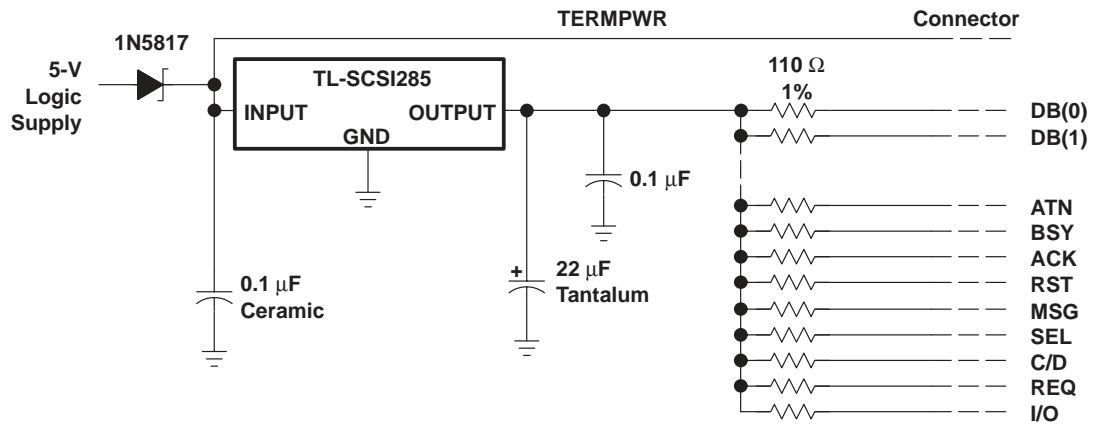 TERMPWR
Connector
1N5817
5-V
Logic
Supply
TL-SCSI285
INPUT
OUTPUT
GND
110 Ω
1%
DB(0)
DB(1)
0.1 μF
ATN
BSY
ACK
RST
MSG
SEL
C/D
REQ
I/O
0.1 μF
Ceramic
+
22 μF
Tantalum